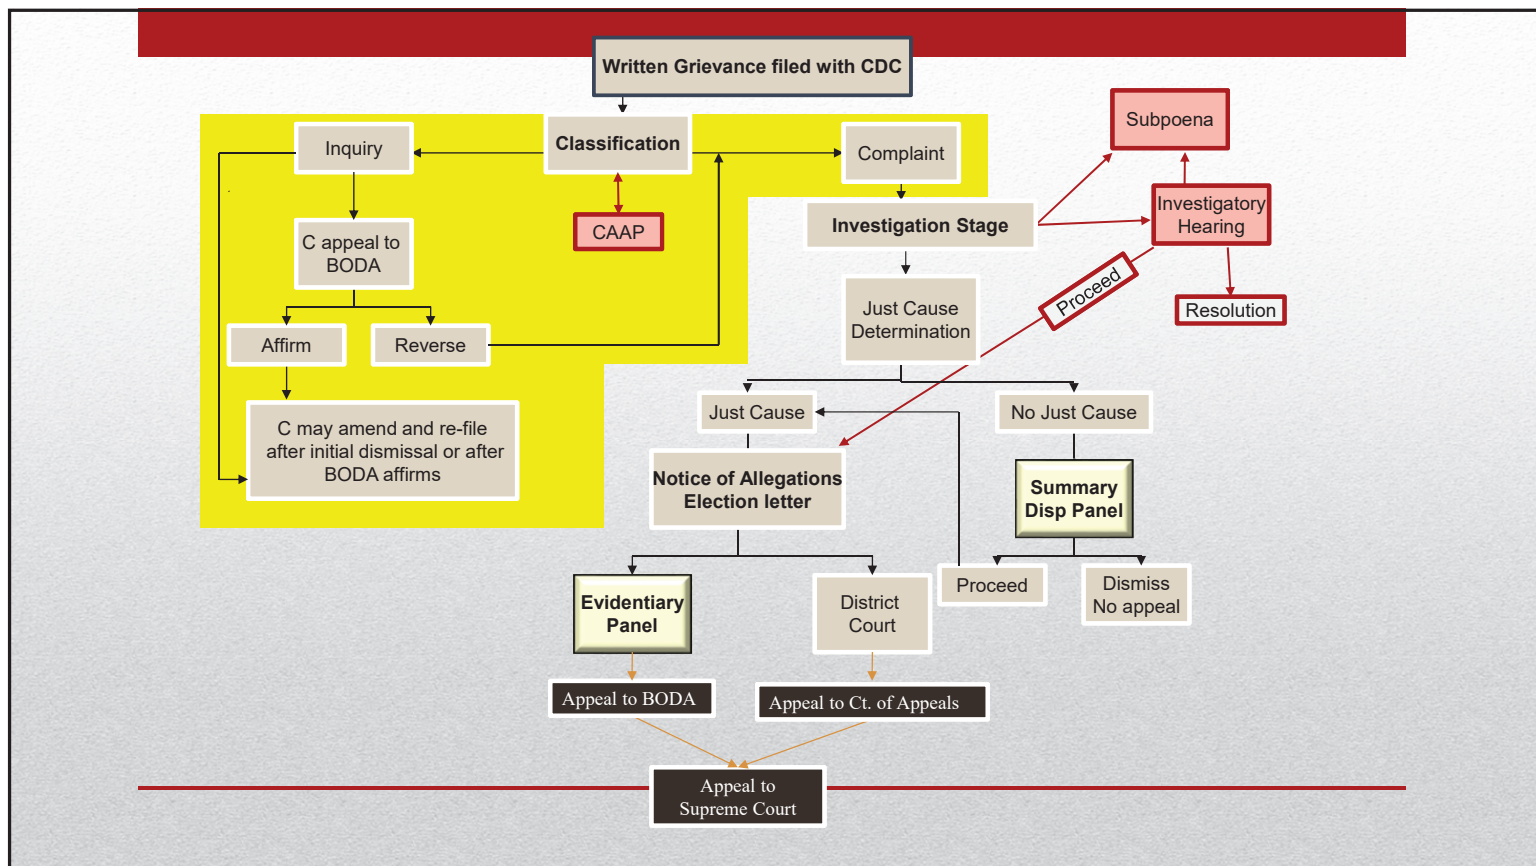 Written Grievance filed with CDC
Classification
Inquiry
Complaint
Subpoena
CAAP
Investigation Stage
Investigatory
Hearing
C appeal to
BODA
Proceed
Resolution
Just Cause
Determination
Affirm
Reverse
Just Cause
No Just Cause
C may amend and re-file
after initial dismissal or after
BODA affirms
Notice of Allegations
Election letter
Summary
Disp Panel
Evidentiary
Panel
District
Court
Proceed
Dismiss
No appeal
Appeal to BODA
Appeal to Ct. of Appeals
Appeal to
Supreme Court